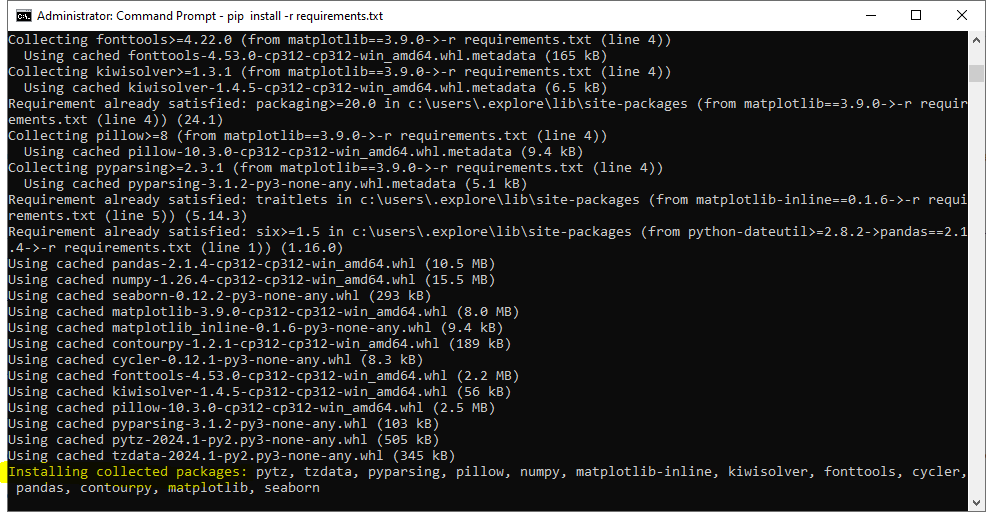 Administrator: Command Prompt - pip  install -r requirements.txt
Collecting fonttools>=4.22.0 (from matplotlib==3.9.0->-r requirements.txt (line 4))
  Using cached fonttools-4.53.0-cp312-cp312-win_amd64.whl.metadata (165 kB)
Collecting kiwisolver>=1.3.1 (from matplotlib==3.9.0->-r requirements.txt (line 4))
  Using cached kiwisolver-1.4.5-cp312-cp312-win_amd64.whl.metadata (6.5 kB)
Requirement already satisfied: packaging>=20.0 in c:\users\.explore\lib\site-packages (from matplotlib==3.9.0->-r requir
ements.txt (line 4)) (24.1)
Collecting pillow>=8 (from matplotlib==3.9.0->-r requirements.txt (line 4))
  Using cached pillow-10.3.0-cp312-cp312-win_amd64.whl.metadata (9.4 kB)
Collecting pyparsing>=2.3.1 (from matplotlib==3.9.0->-r requirements.txt (line 4))
  Using cached pyparsing-3.1.2-py3-none-any.whl.metadata (5.1 kB)
Requirement already satisfied: traitlets in c:\users\.explore\lib\site-packages (from matplotlib-inline==0.1.6->-r requi
rements.txt (line 5)) (5.14.3)
Requirement already satisfied: six>=1.5 in c:\users\.explore\lib\site-packages (from python-dateutil>=2.8.2->pandas==2.1
.4->-r requirements.txt (line 1)) (1.16.0)
Using cached pandas-2.1.4-cp312-cp312-win_amd64.whl (10.5 MB)
Using cached numpy-1.26.4-cp312-cp312-win_amd64.whl (15.5 MB)
Using cached seaborn-0.12.2-py3-none-any.whl (293 kB)
Using cached matplotlib-3.9.0-cp312-cp312-win_amd64.whl (8.0 MB)
Using cached matplotlib_inline-0.1.6-py3-none-any.whl (9.4 kB)
Using cached contourpy-1.2.1-cp312-cp312-win_amd64.whl (189 kB)
Using cached cycler-0.12.1-py3-none-any.whl (8.3 kB)
Using cached fonttools-4.53.0-cp312-cp312-win_amd64.whl (2.2 MB)
Using cached kiwisolver-1.4.5-cp312-cp312-win_amd64.whl (56 kB)
Using cached pillow-10.3.0-cp312-cp312-win_amd64.whl (2.5 MB)
Using cached pyparsing-3.1.2-py3-none-any.whl (103 kB)
Using cached pytz-2024.1-py2.py3-none-any.whl (505 kB)
Using cached tzdata-2024.1-py2.py3-none-any.whl (345 kB)
Installing collected packages: pytz, tzdata, pyparsing, pillow, numpy, matplotlib-inline, kiwisolver, fonttools, cycler,
 pandas, contourpy, matplotlib, seaborn